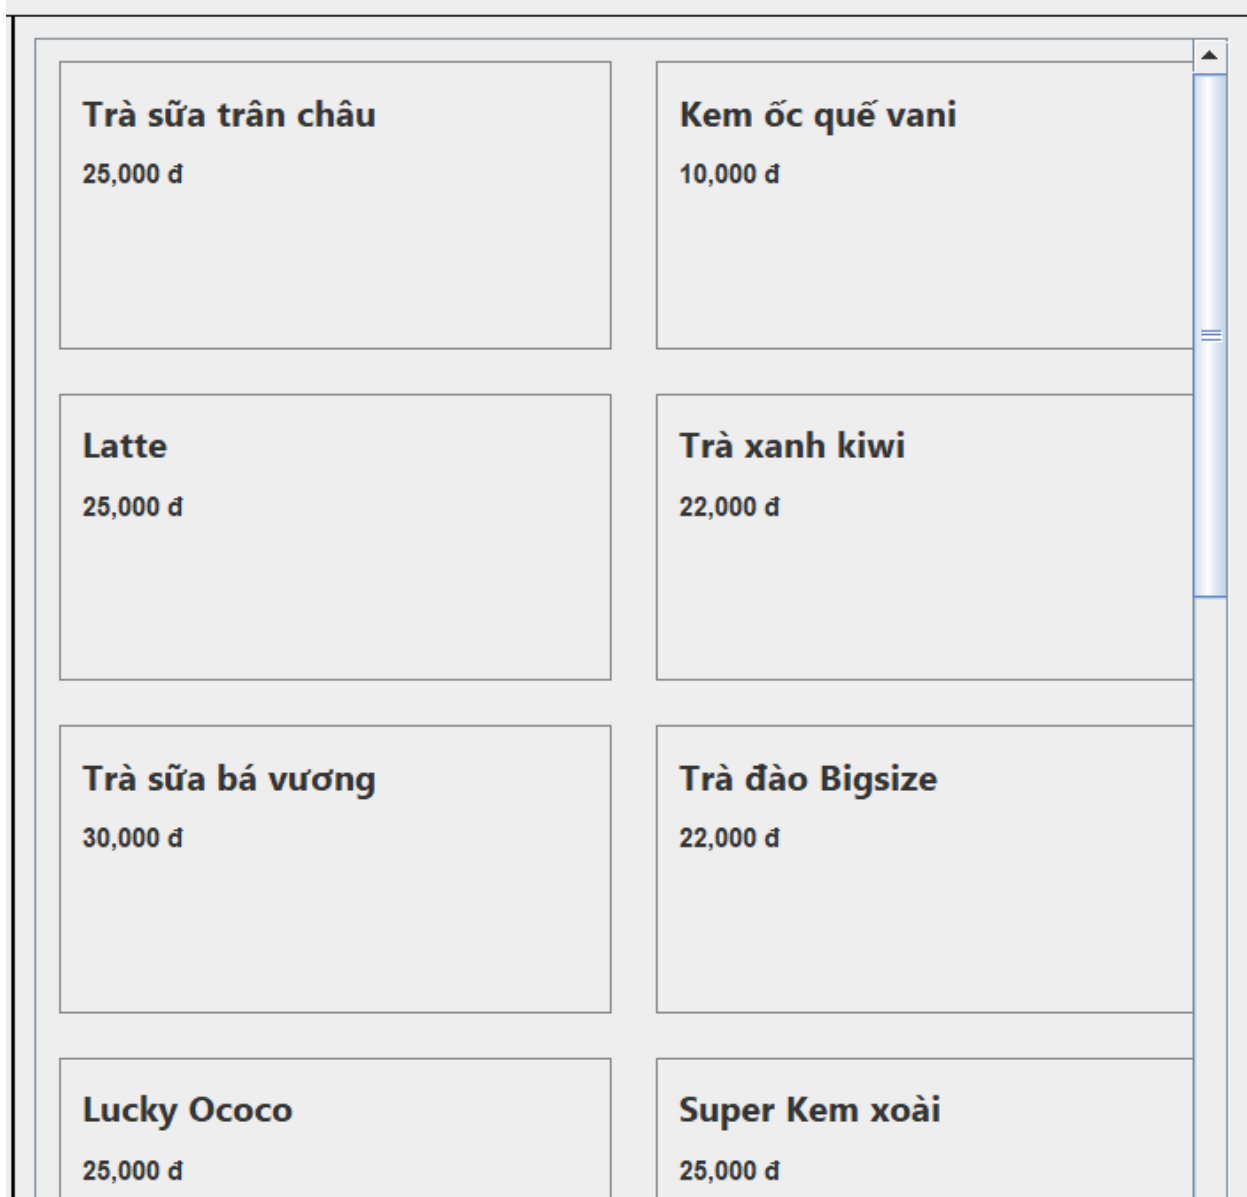 Trà sữa trân châu
25,000 đ
Kem ốc quế vani
10,000 đ
Latte
25,000 đ
Trà xanh kiwi
22,000 đ
Trà sữa bá vương
30,000 đ
Trà đào Bigsize
22,000 đ
Lucky Ococo
25,000 đ
Super Kem xoài
25,000 đ